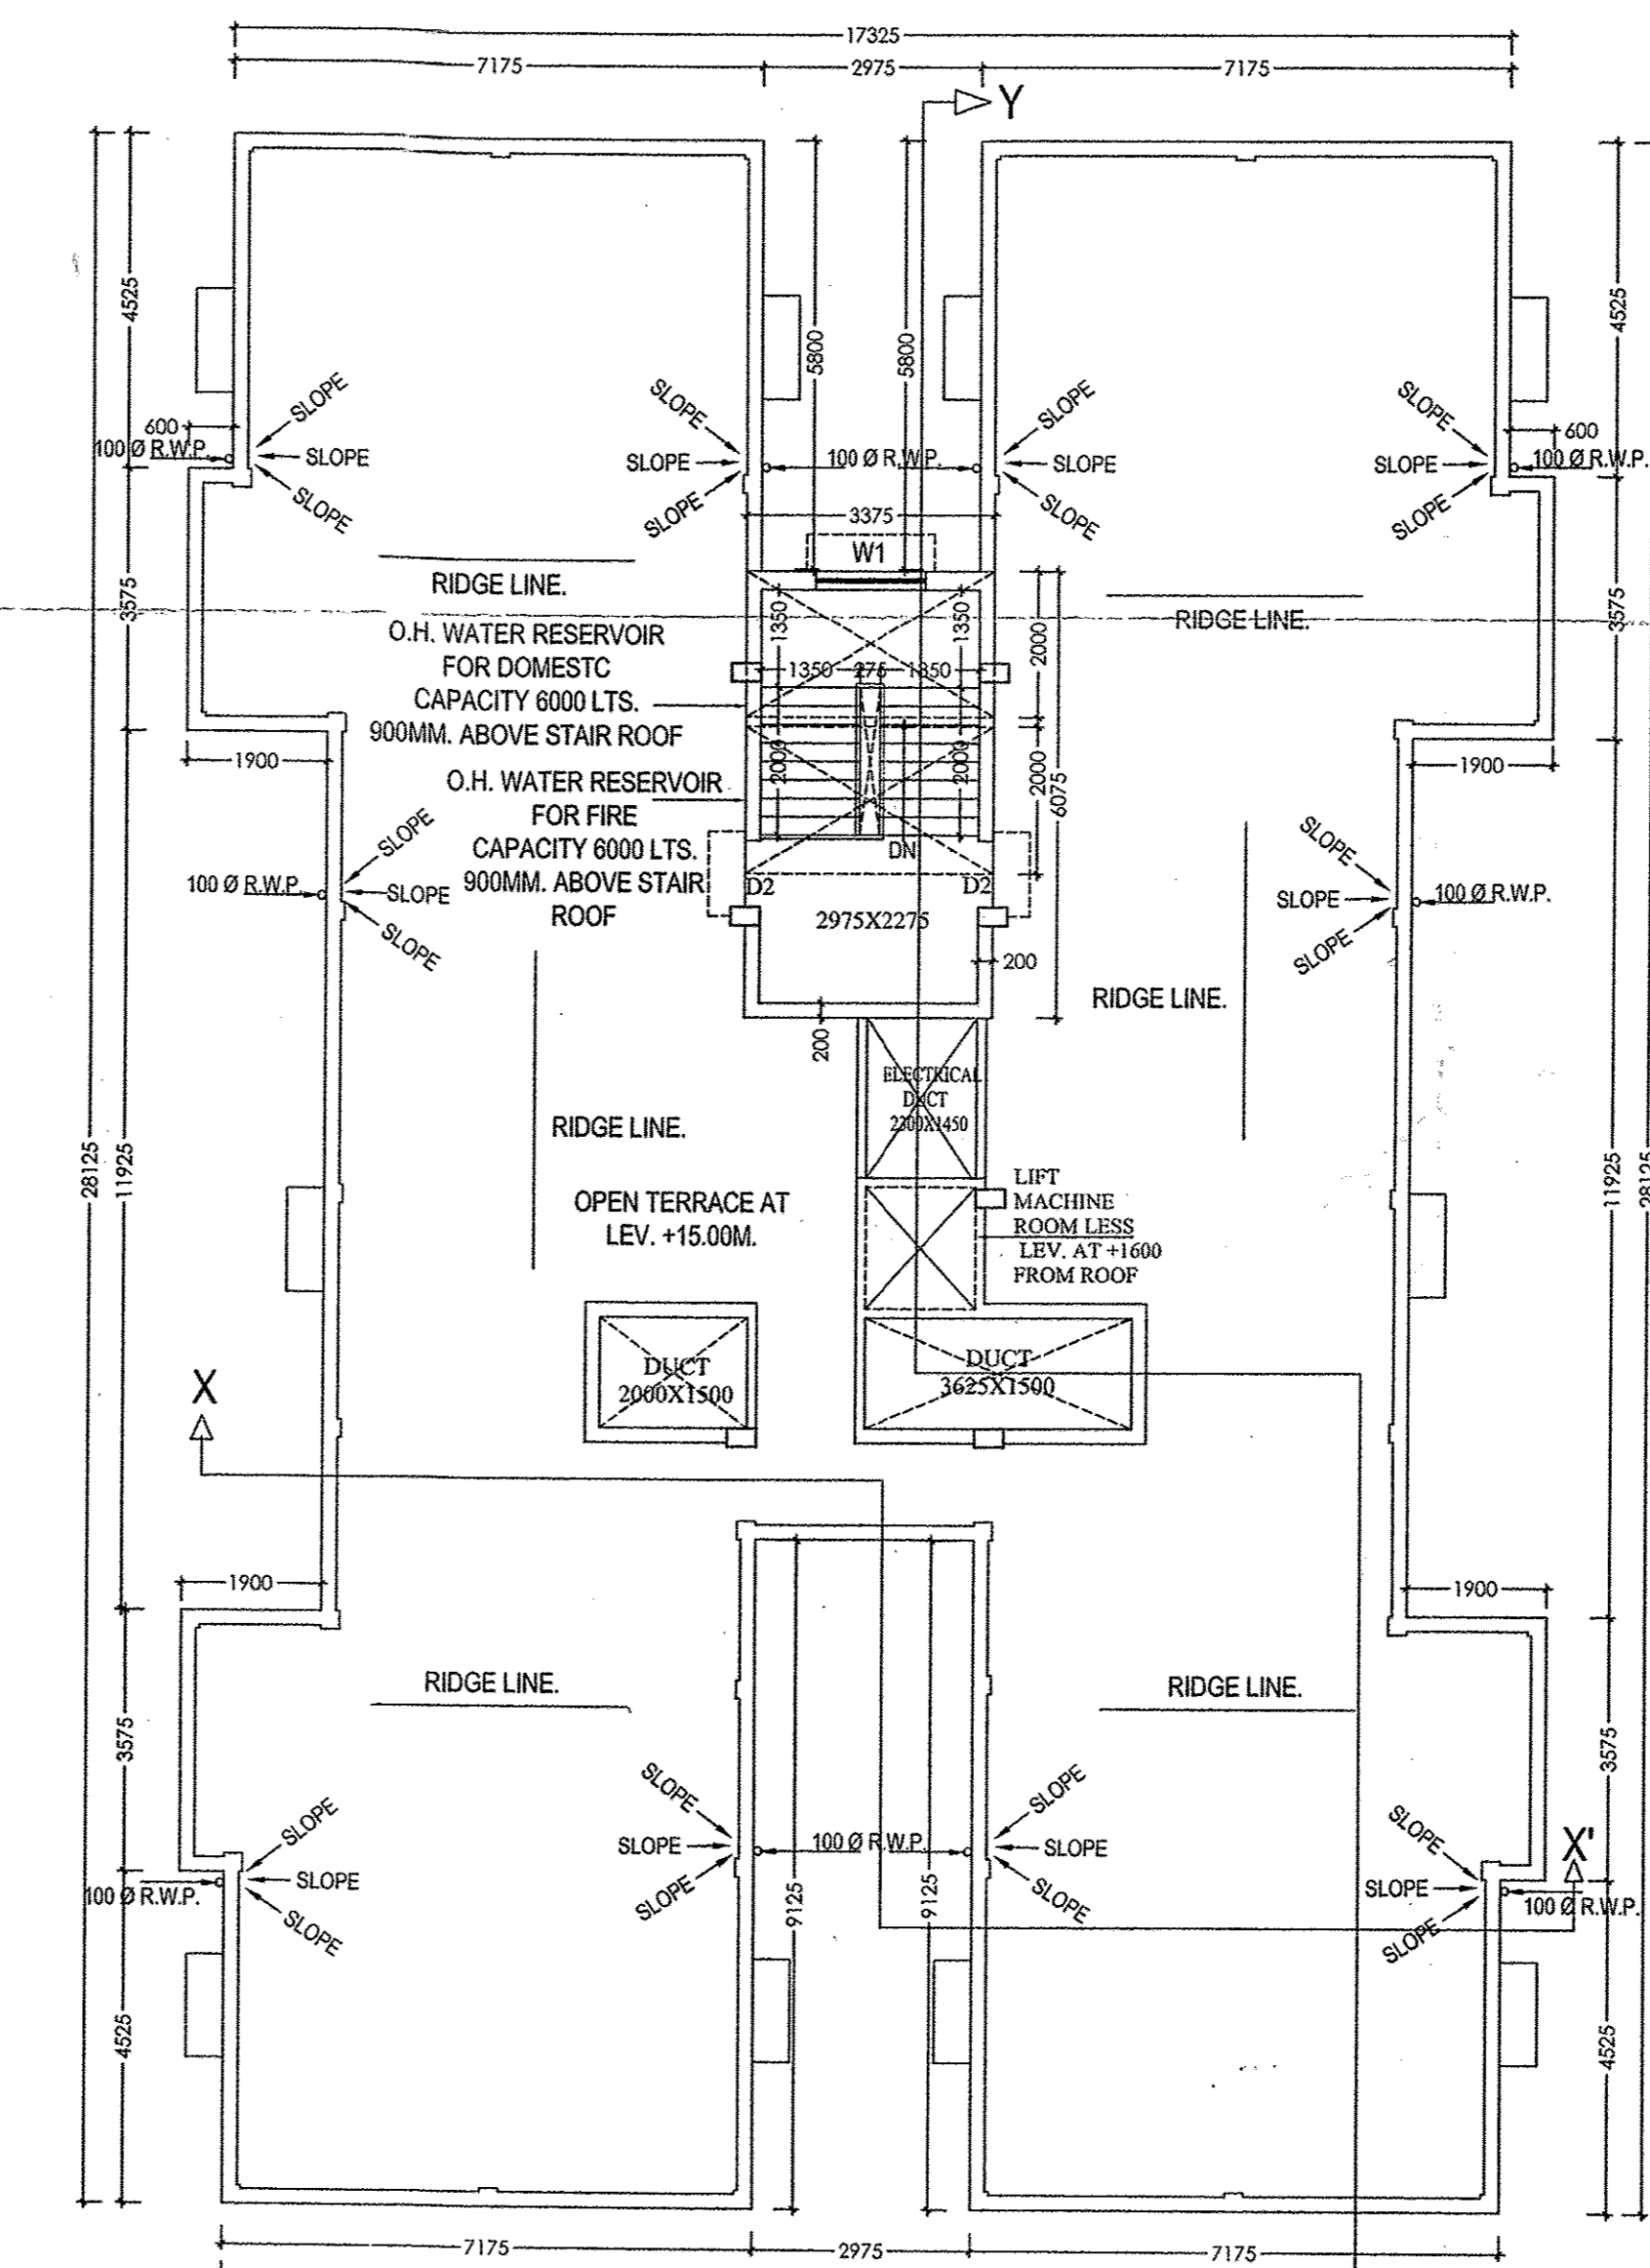 17325
7175
2975
7175
Y
4525
5800
5800
4525
SLOPE
SLOPE
SLOPE
SLOPE
600
600
100 Ø R.W.P.
SLOPE
SLOPE
100 Ø R.W.P.
SLOPE
SLOPE
100 Ø R.W.P.
SLOPE
SLOPE
SLOPE
SLOPE
3375
W1
RIDGE LINE.
RIDGE LINE.
3575
1350
1350
2000
3575
O.H. WATER RESERVOIR
FOR DOMESTC
CAPACITY 6000 LTS.
900MM. ABOVE STAIR ROOF
1350
275
1350
1900
2000
2000
2000
6075
1900
O.H. WATER RESERVOIR
FOR FIRE
CAPACITY 6000 LTS.
900MM. ABOVE STAIR
ROOF
SLOPE
SLOPE
SLOPE
100 Ø R.W.P.
DN
D2
D2
SLOPE
SLOPE
SLOPE
100 Ø R.W.P.
2975X2275
200
200
RIDGE LINE.
ELECTRICAL
DUCT
2300X1450
RIDGE LINE.
28125
11925
11925
28125
OPEN TERRACE AT
LEV. +15.00M.
LIFT
MACHINE
ROOM LESS
LEV. AT +1600
FROM ROOF
DUCT
2000X1500
DUCT
3625X1500
X
1900
1900
RIDGE LINE.
RIDGE LINE.
3575
3575
SLOPE
SLOPE
SLOPE
SLOPE
SLOPE
100 Ø R.W.P.
SLOPE
X'
SLOPE
SLOPE
100 Ø R.W.P.
SLOPE
SLOPE
SLOPE
100 Ø R.W.P.
SLOPE
9125
9125
4525
4525
7175
2975
7175